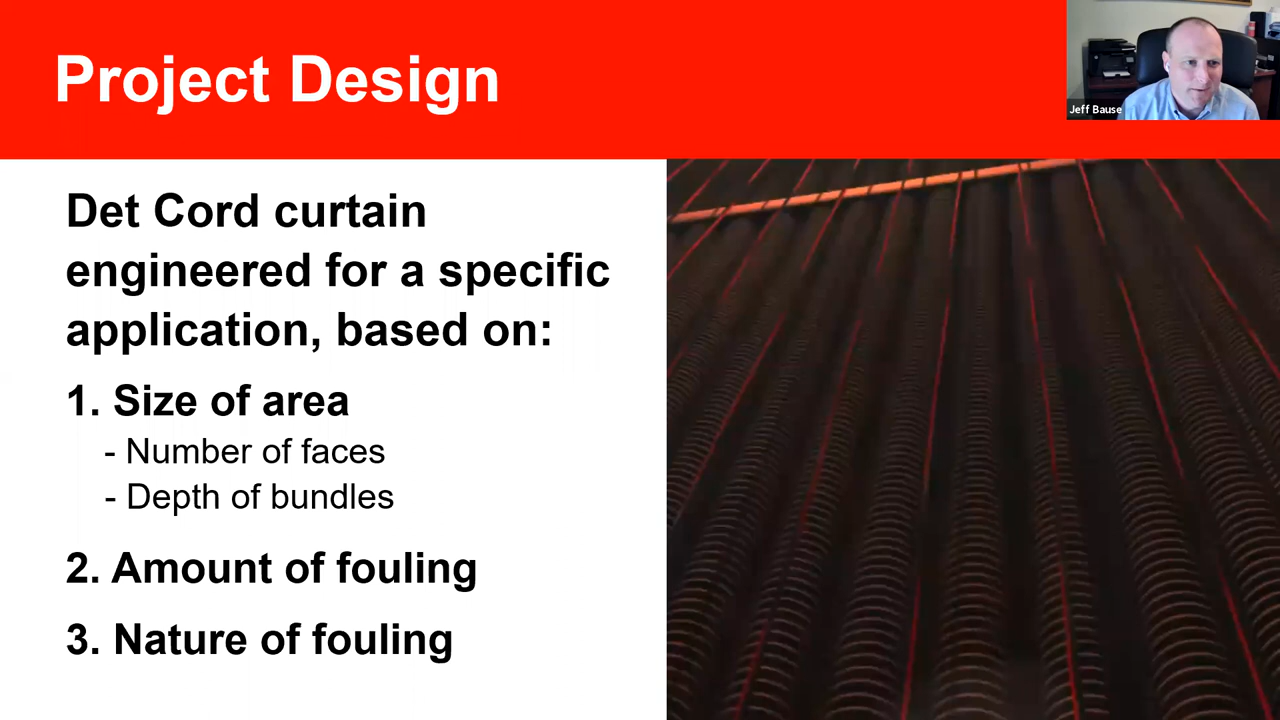 Project Design
Jeff Bause
Det Cord curtain
engineered for a specific
application, based on:
1. Size of area
- Number of faces
- Depth of bundles
2. Amount of fouling
3. Nature of fouling